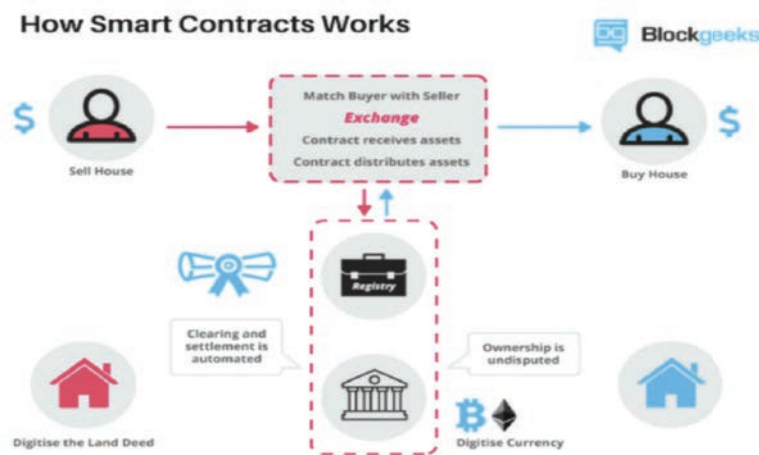 How Smart Contracts Works
Blockgeeks
Match Buyer with Seller
Exchange
Contract receives assets
Contract distributes assets
$
Sell House
$
Buy House
Registry
Clearing and
settlement is
automated
Ownership is
undisputed
Digitise the Land Deed
Digitise Currency